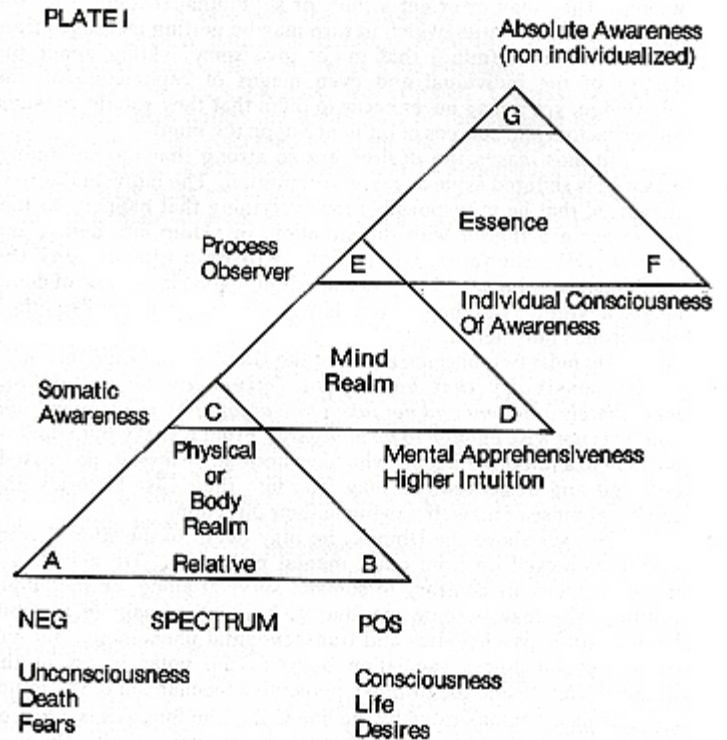 PLATE I
Absolute Awareness
(non individualized)
G
Essence
Process
Observer
E
F
Individual Consciousness
Of Awareness
Mind
Realm
Somatic
Awareness
C
D
Mental Apprehensiveness
Higher Intuition
Physical
or
Body
Realm
A
Relative
B
NEG SPECTRUM POS
Unconsciousness
Death
Fears
Consciousness
Life
Desires